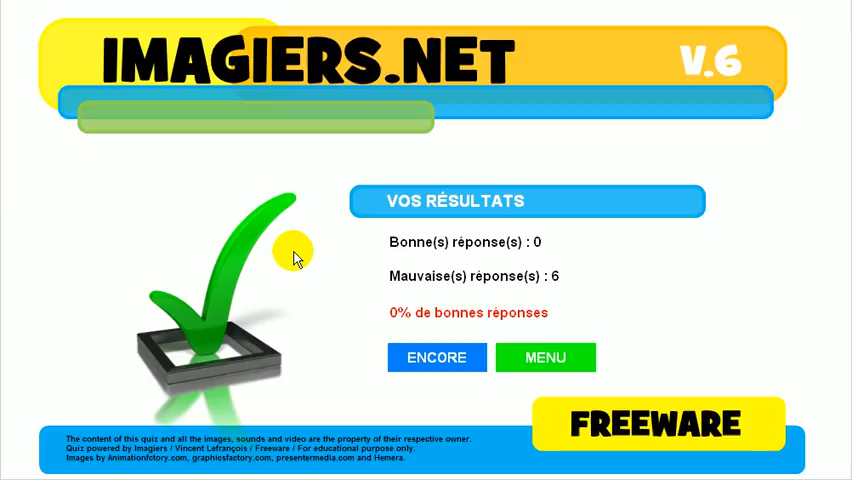 IMAGIERS.NET
V.6
VOS RÉSULTATS
Bonne(s) réponse(s) : 0
Mauvaise(s) réponse(s) : 6
0% de bonnes réponses
ENCORE
MENU
FREEWARE
The content of this quiz and all the images, sounds and video are the property of their respective owner.
Quiz powered by Imagiers / Vincent Lefrançois / Freeware / For educational purpose only.
Images by Animationfctory.com, graphicsfactory.com, presentermedia.com and Hemera.